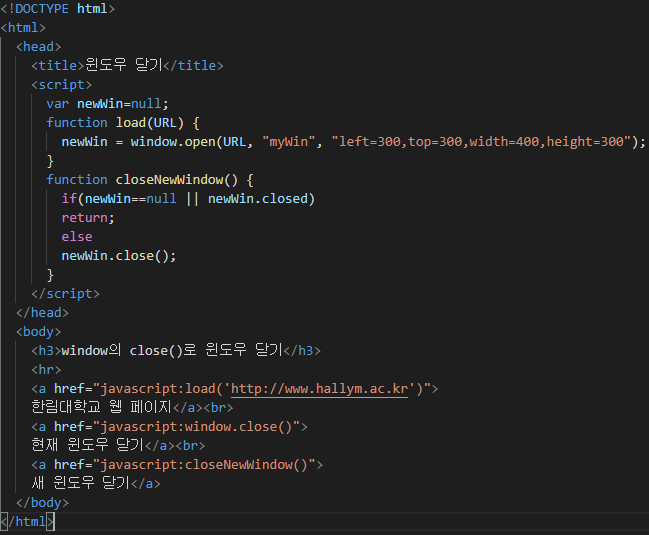 <!DOCTYPE html>
<html>
<head>
<title>윈도우 닫기</title>
<script>
var newWin=null;
function load(URL) {
newWin = window.open(URL, "myWin", "left=300,top=300,width=400,height=300");
}
function closeNewWindow() {
if(newWin==null || newWin.closed)
return;
else
newWin.close();
}
</script>
</head>
<body>
<h3>window의 close()로 윈도우 닫기</h3>
<hr>
<a href="javascript:load('http://www.hallym.ac.kr')">
한림대학교 웹 페이지</a><br>
<a href="javascript:window.close()">
현재 윈도우 닫기</a><br>
<a href="javascript:closeNewWindow()">
새 윈도우 닫기</a>
</body>
</html>